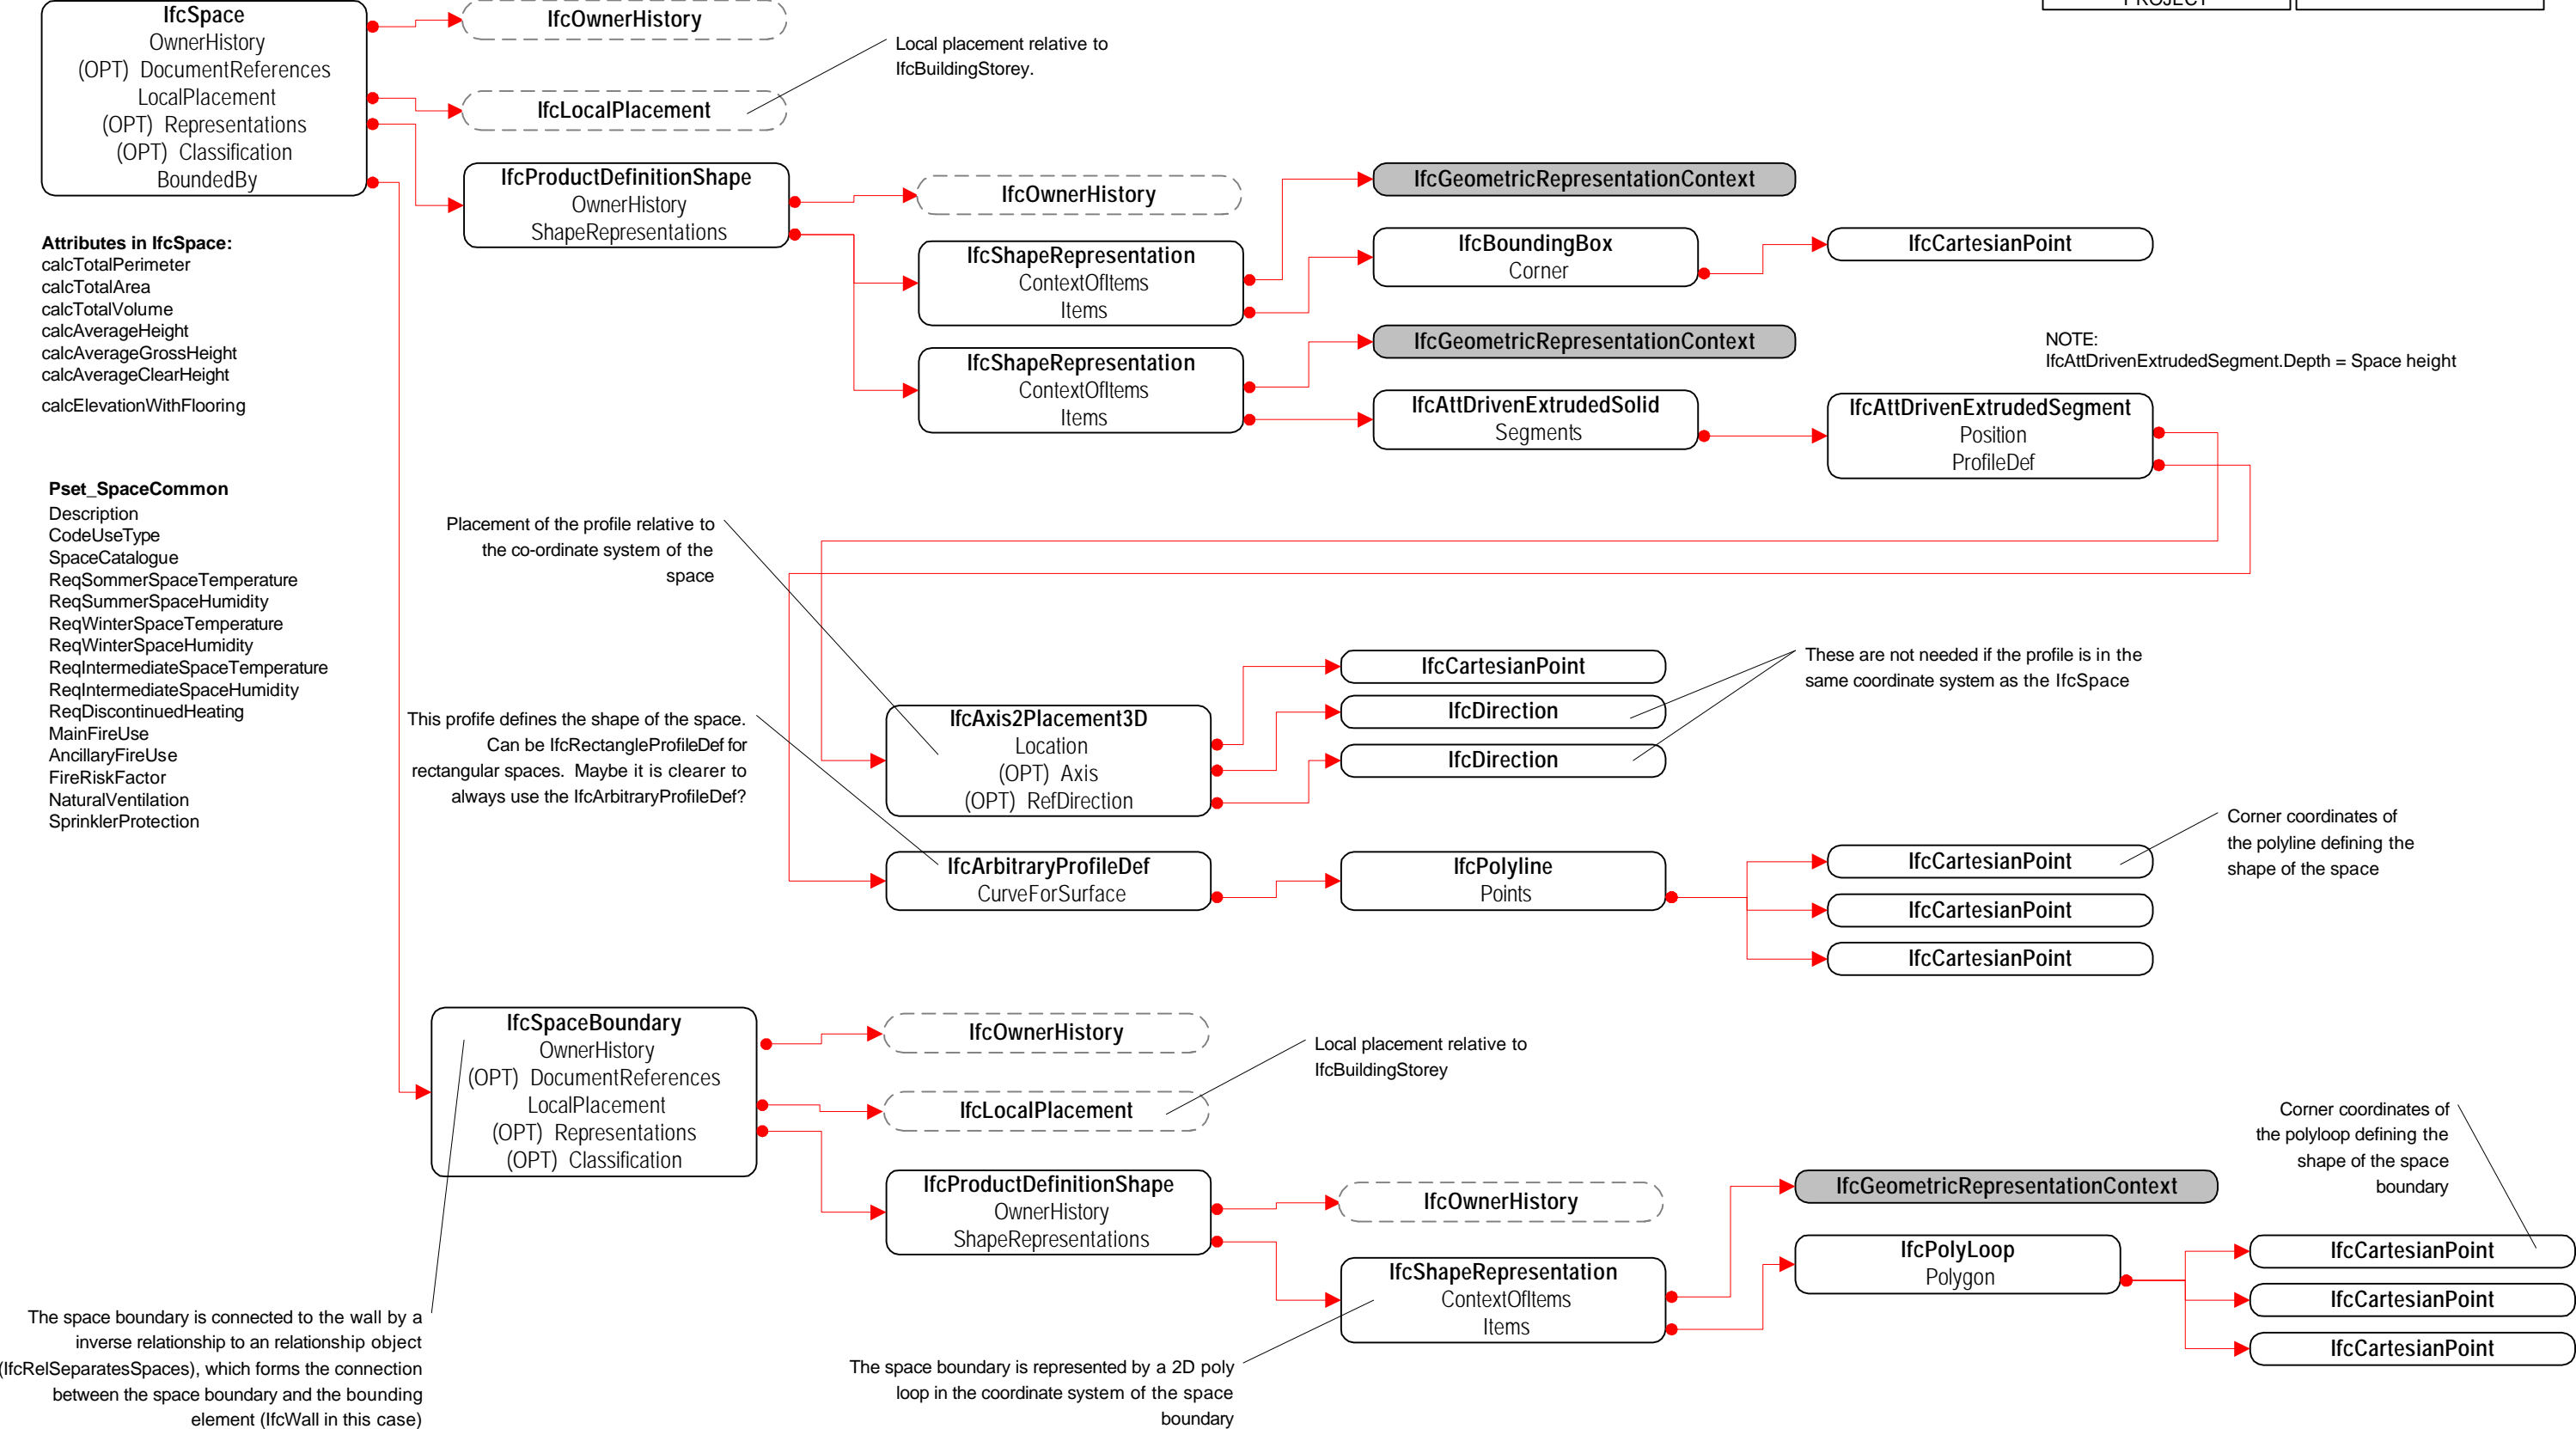 PROJECT
IfcSpace
OwnerHistory
(OPT) DocumentReferences
LocalPlacement
(OPT) Representations
(OPT) Classification
BoundedBy
IfcOwnerHistory
Local placement relative to
IfcBuildingStorey.
IfcLocalPlacement
IfcProductDefinitionShape
OwnerHistory
ShapeRepresentations
IfcOwnerHistory
IfcGeometricRepresentationContext
IfcShapeRepresentation
ContextOfItems
Items
IfcBoundingBox
Corner
IfcCartesianPoint
IfcShapeRepresentation
ContextOfItems
Items
IfcGeometricRepresentationContext
NOTE:
IfcAttDrivenExtrudedSegment.Depth = Space height
IfcAttDrivenExtrudedSolid
Segments
IfcAttDrivenExtrudedSegment
Position
ProfileDef
Attributes in IfcSpace:
calcTotalPerimeter
calcTotalArea
calcTotalVolume
calcAverageHeight
calcAverageGrossHeight
calcAverageClearHeight
calcElevationWithFlooring
Pset_SpaceCommon
Description
CodeUseType
SpaceCatalogue
ReqSommerSpaceTemperature
ReqSummerSpaceHumidity
ReqWinterSpaceTemperature
ReqWinterSpaceHumidity
ReqIntermediateSpaceTemperature
ReqIntermediateSpaceHumidity
ReqDiscontinuedHeating
MainFireUse
AncillaryFireUse
FireRiskFactor
NaturalVentilation
SprinklerProtection
Placement of the profile relative to
the co-ordinate system of the
space
This profife defines the shape of the space.
Can be IfcRectangleProfileDef for
rectangular spaces. Maybe it is clearer to
always use the IfcArbitraryProfileDef?
IfcAxis2Placement3D
Location
(OPT) Axis
(OPT) RefDirection
IfcCartesianPoint
IfcDirection
IfcDirection
These are not needed if the profile is in the
same coordinate system as the IfcSpace
IfcArbitraryProfileDef
CurveForSurface
IfcPolyline
Points
IfcCartesianPoint
IfcCartesianPoint
IfcCartesianPoint
Corner coordinates of
the polyline defining the
shape of the space
IfcSpaceBoundary
OwnerHistory
(OPT) DocumentReferences
LocalPlacement
(OPT) Representations
(OPT) Classification
IfcOwnerHistory
Local placement relative to
IfcBuildingStorey
IfcLocalPlacement
IfcProductDefinitionShape
OwnerHistory
ShapeRepresentations
IfcOwnerHistory
IfcShapeRepresentation
ContextOfItems
Items
IfcGeometricRepresentationContext
IfcPolyLoop
Polygon
Corner coordinates of
the polyloop defining the
shape of the space
boundary
IfcCartesianPoint
IfcCartesianPoint
IfcCartesianPoint
The space boundary is connected to the wall by a
inverse relationship to an relationship object
(IfcRelSeparatesSpaces), which forms the connection
between the space boundary and the bounding
element (IfcWall in this case)
The space boundary is represented by a 2D poly
loop in the coordinate system of the space
boundary